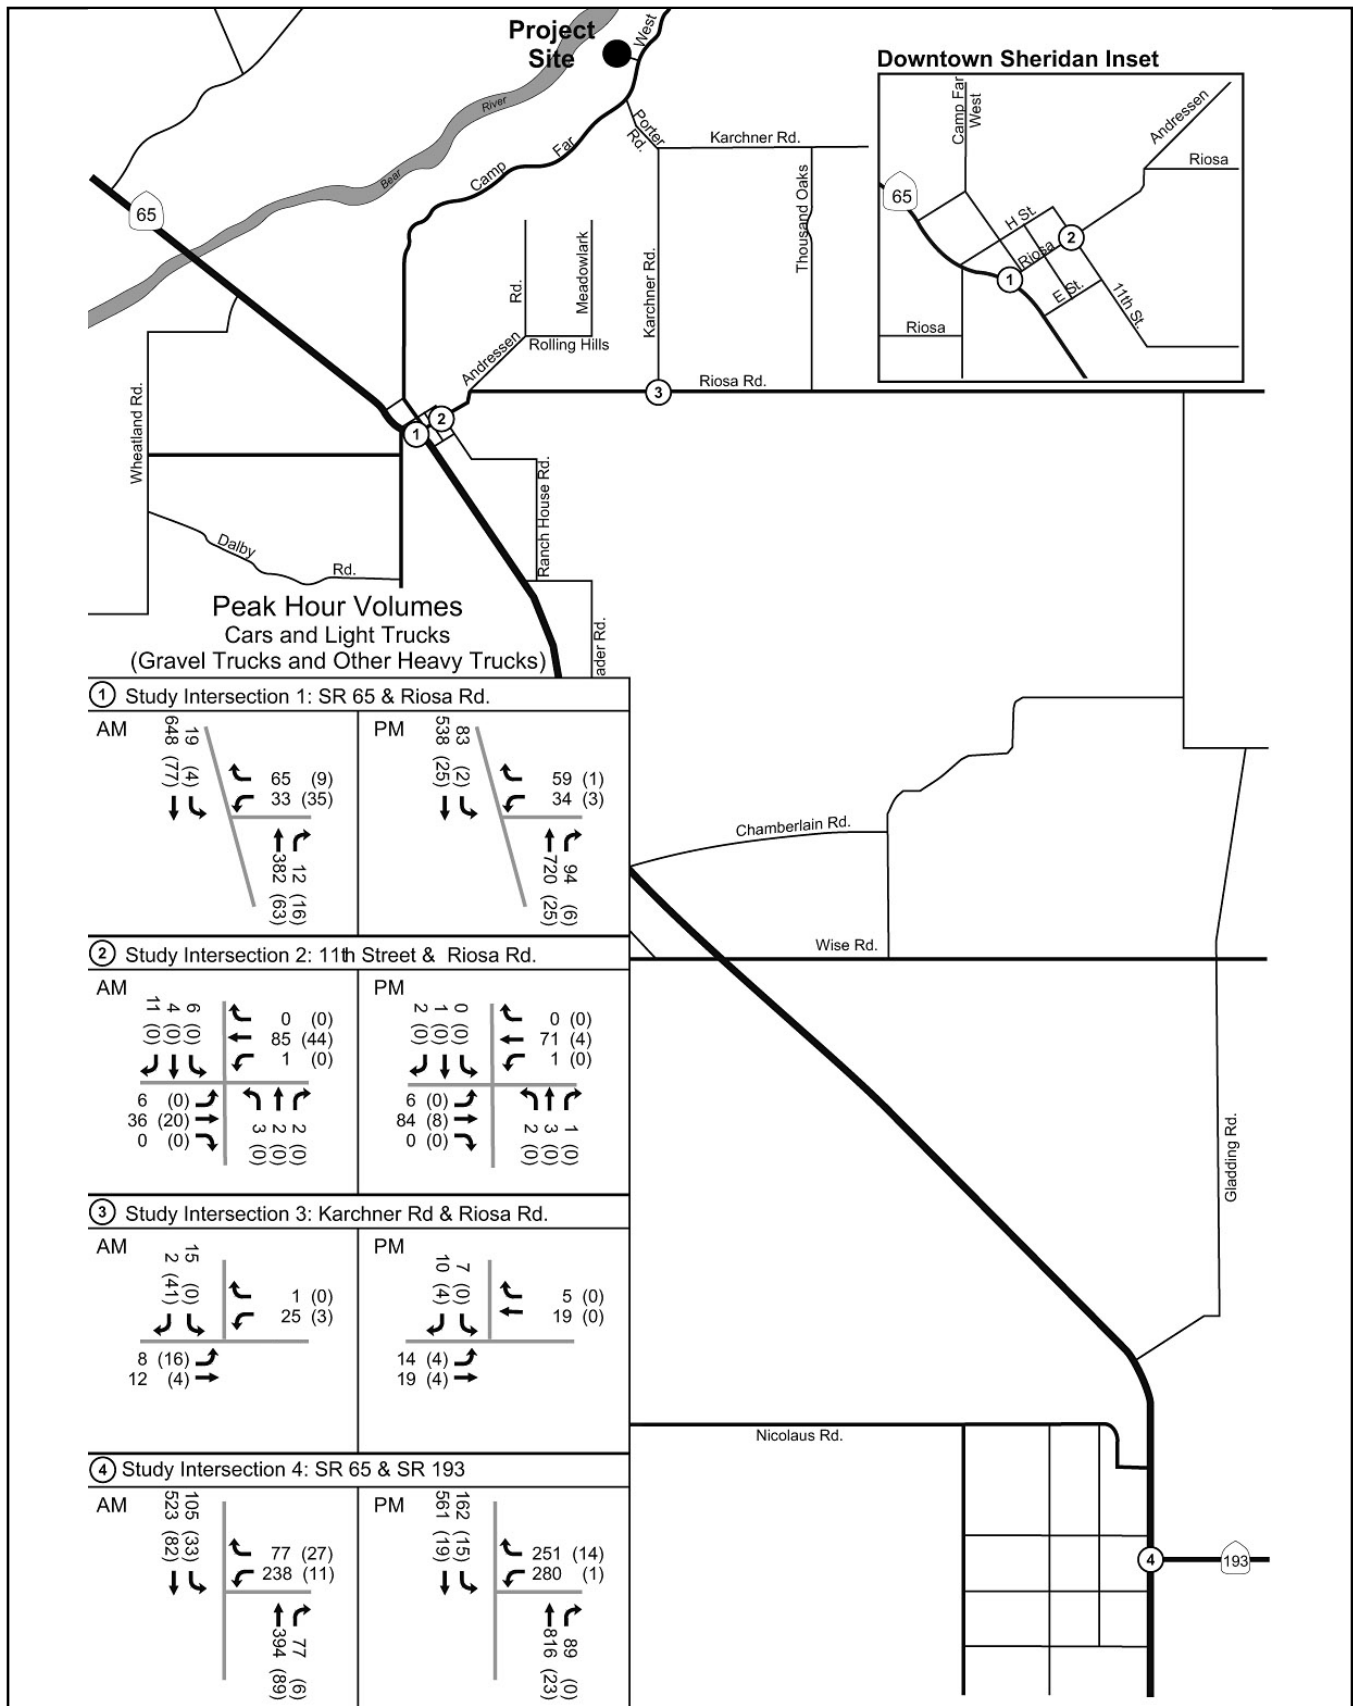 Project
Site
West
River
Bear
Far
Camp
Porter
Rd.
Karchner Rd.
Thousand Oaks
Karchner Rd.
65
Rd.
Meadowlark
Andressen
Rolling Hills
Riosa Rd.
3
2
1
Wheatland Rd.
Ranch House Rd.
Dalby
Rd.
ader Rd.
Downtown Sheridan Inset
Camp Far
West
Andressen
Riosa
65
H St.
2
Riosa
1
E St.
11th St.
Riosa
Chamberlain Rd.
Wise Rd.
Gladding Rd.
Nicolaus Rd.
4
193
Peak Hour Volumes
Cars and Light Trucks
(Gravel Trucks and Other Heavy Trucks)
1 Study Intersection 1: SR 65 & Riosa Rd.
AM
648 (77)
19 (4)
65 (9)
33 (35)
382 (63)
12 (16)
PM
538 (25)
83 (2)
59 (1)
34 (3)
720 (25)
94 (6)
2 Study Intersection 2: 11th Street & Riosa Rd.
AM
11 (0)
4 (0)
6 (0)
0 (0)
85 (44)
1 (0)
6 (0)
36 (20)
0 (0)
3 (0)
2 (0)
2 (0)
PM
2 (0)
1 (0)
0 (0)
0 (0)
71 (4)
1 (0)
6 (0)
84 (8)
0 (0)
2 (0)
3 (0)
1 (0)
3 Study Intersection 3: Karchner Rd & Riosa Rd.
AM
2 (41)
15 (0)
1 (0)
25 (3)
8 (16)
12 (4)
PM
10 (4)
7 (0)
5 (0)
19 (0)
14 (4)
19 (4)
4 Study Intersection 4: SR 65 & SR 193
AM
523 (82)
105 (33)
77 (27)
238 (11)
394 (89)
77 (6)
PM
561 (19)
162 (15)
251 (14)
280 (1)
816 (23)
89 (0)